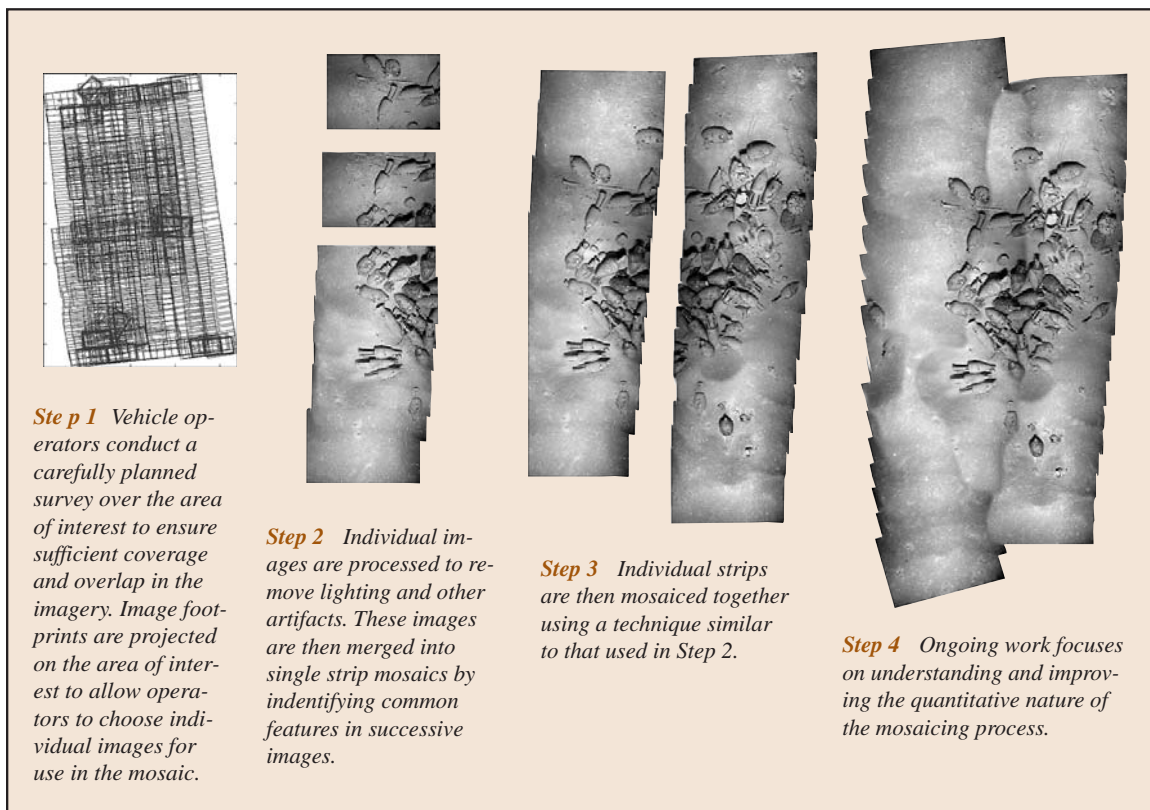 Ste p 1 Vehicle op-
erators conduct a
carefully planned
survey over the area
of interest to ensure
sufficient coverage
and overlap in the
imagery. Image foot-
prints are projected
on the area of inter-
est to allow opera-
tors to choose indi-
vidual images for
use in the mosaic.
Step 2 Individual im-
ages are processed to re-
move lighting and other
artifacts. These images
are then merged into
single strip mosaics by
indentifying common
features in successive
images.
Step 3 Individual strips
are then mosaiced together
using a technique similar
to that used in Step 2.
Step 4 Ongoing work focuses
on understanding and improv-
ing the quantitative nature of
the mosaicing process.